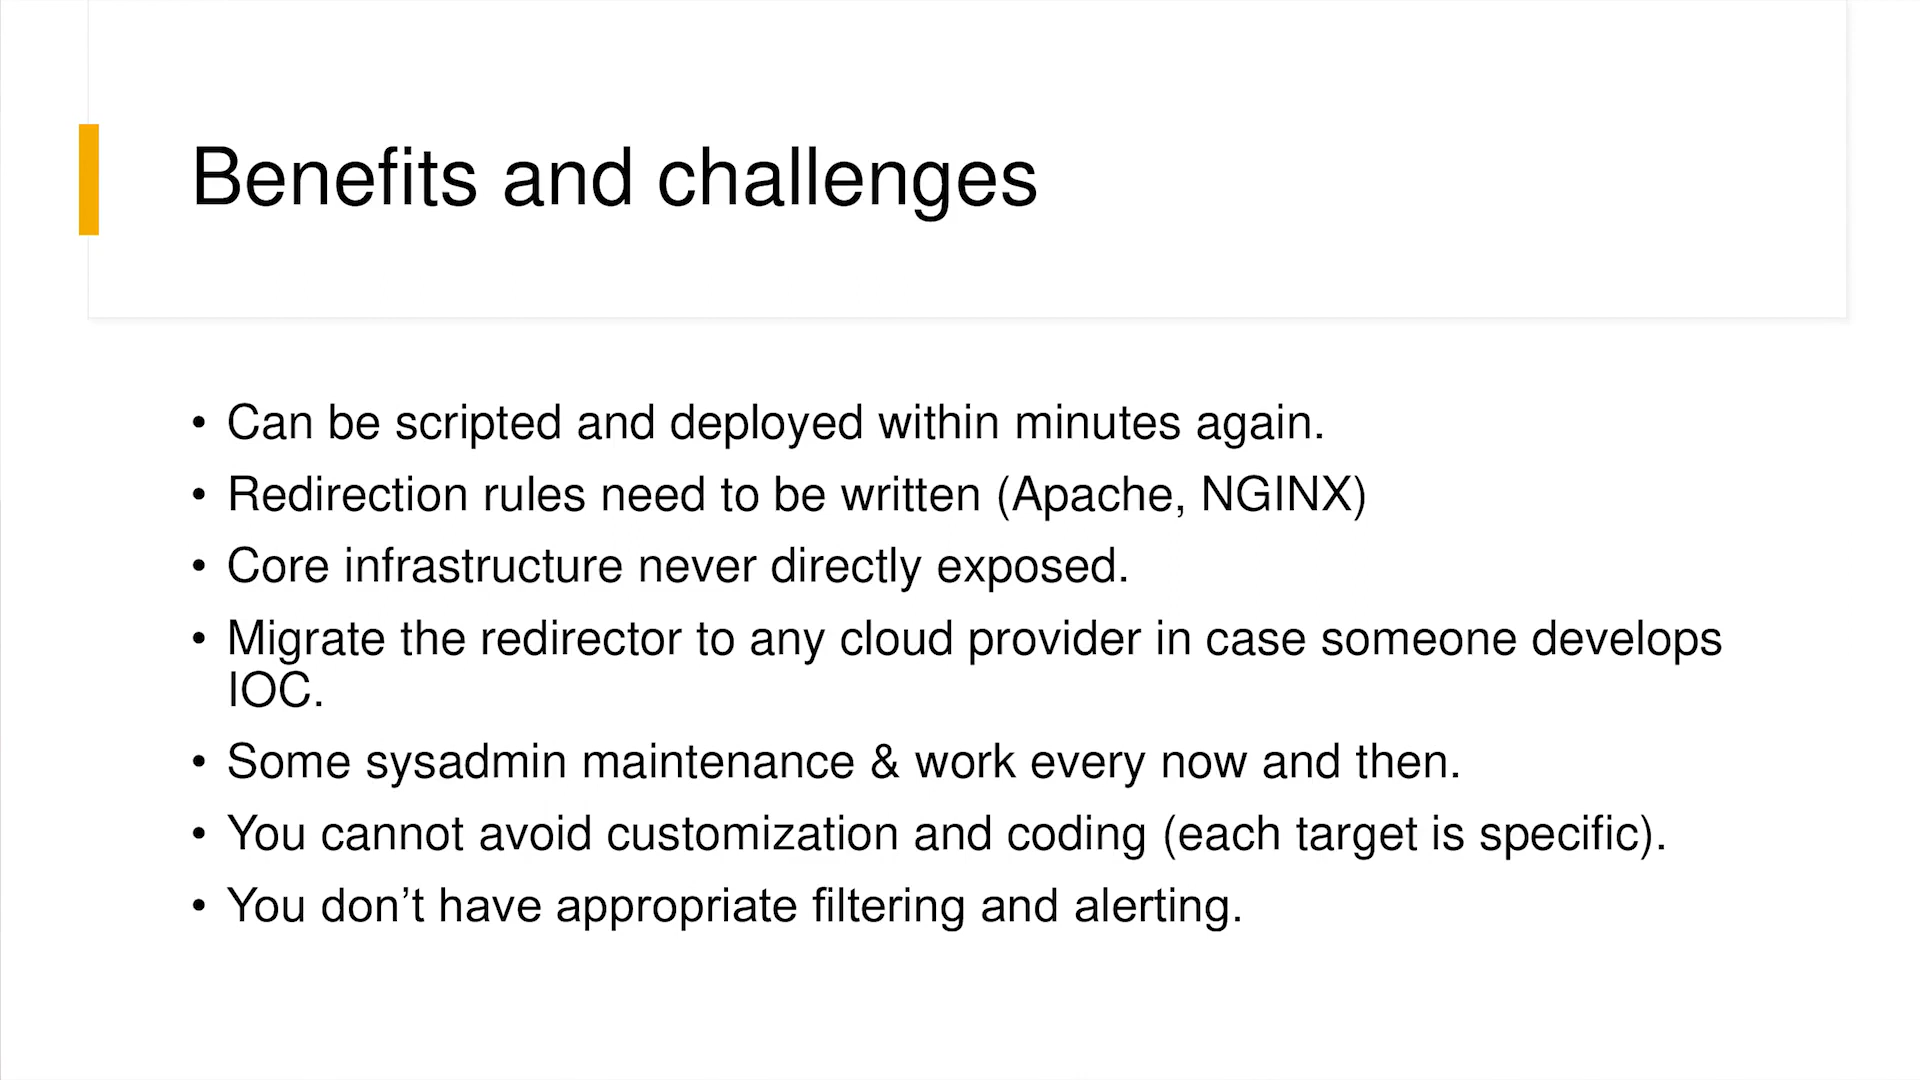 Benefits and challenges
• Can be scripted and deployed within minutes again.
• Redirection rules need to be written (Apache, NGINX)
• Core infrastructure never directly exposed.
• Migrate the redirector to any cloud provider in case someone develops
IOC.
• Some sysadmin maintenance & work every now and then.
• You cannot avoid customization and coding (each target is specific).
• You don’t have appropriate filtering and alerting.